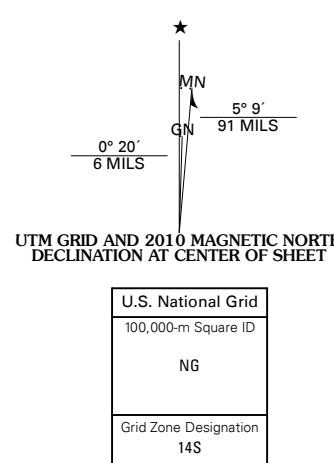 ★
MN
GN
5° 9´
91 MILS
0° 20´
6 MILS
UTM GRID AND 2010 MAGNETIC NORTH
DECLINATION AT CENTER OF SHEET
U.S. National Grid
100,000-m Square ID
NG
Grid Zone Designation
14S